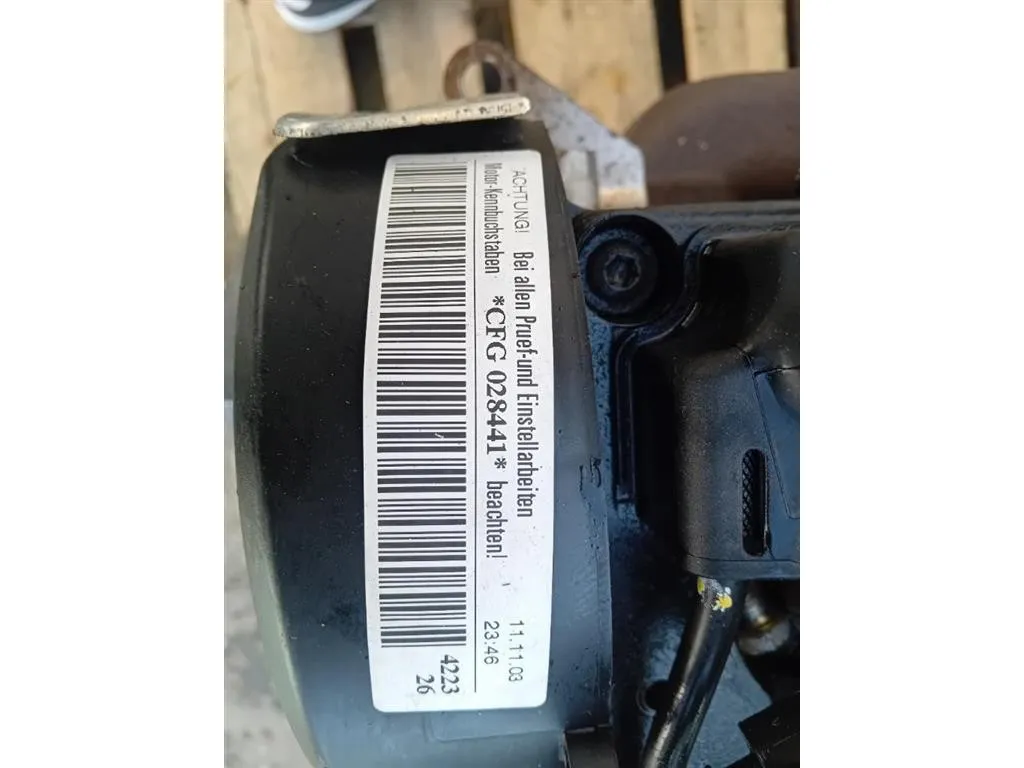 "ACHTUNG! Bei allen Pruef-und Einstellarbeiten 11.11.03
Motor-Kennbuchstaben *CFG 028441* beachten! 23:46
4223
26